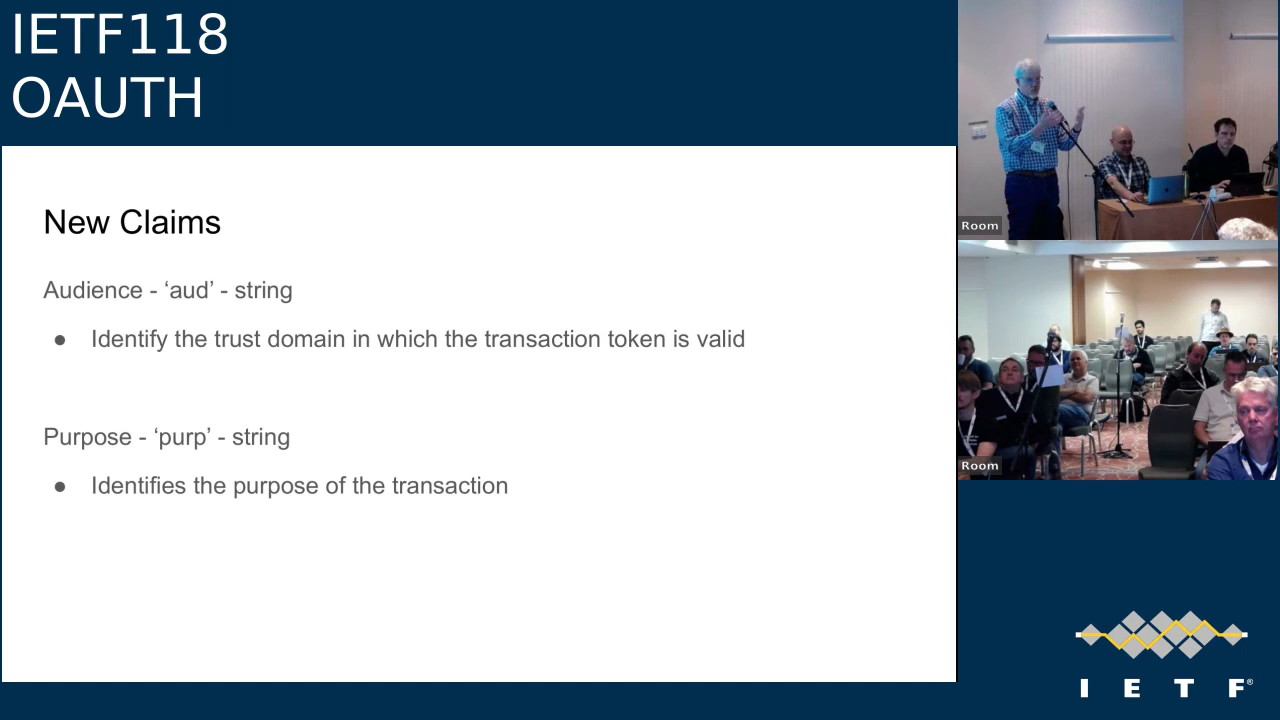 IETF118
OAUTH
New Claims
Audience - ‘aud’ - string
● Identify the trust domain in which the transaction token is valid
Purpose - ‘purp’ - string
● Identifies the purpose of the transaction
Room
Room
I E T F®